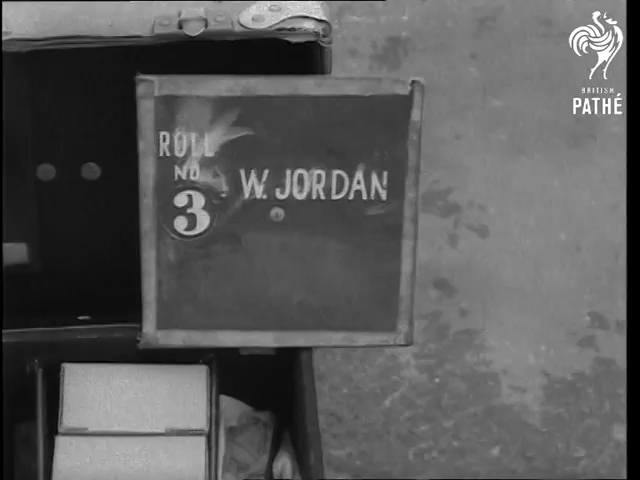 BRITISH
PATHÉ
ROLL
NO
3
W. JORDAN